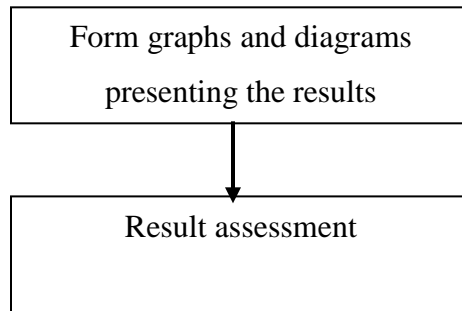 Form graphs and diagrams
presenting the results
Result assessment